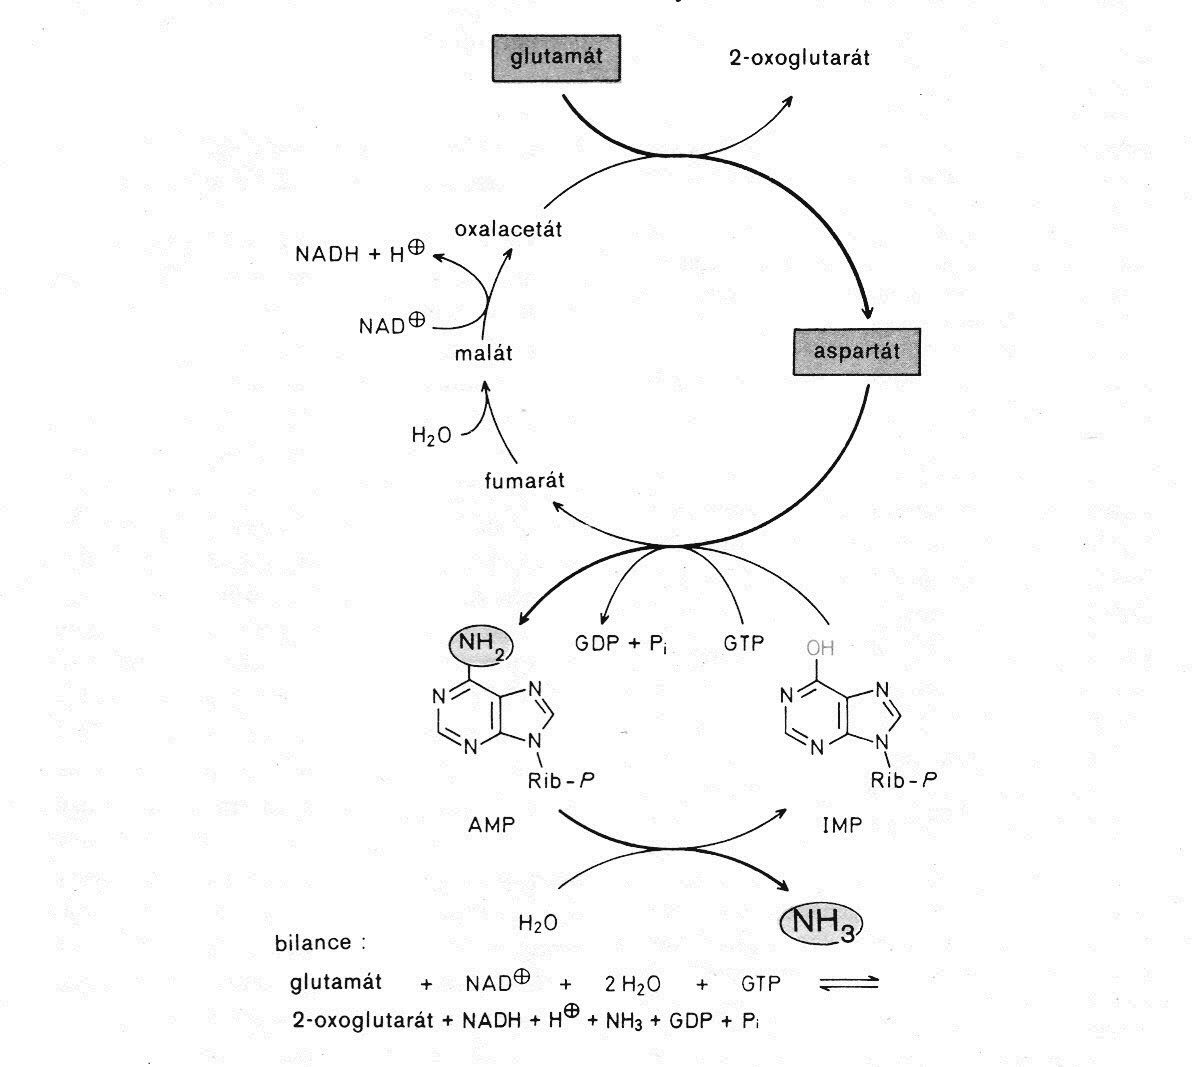 glutamát
2-oxoglutarát
oxalacetát
NADH + H⊕
NAD⊕
malát
aspartát
H₂O
fumarát
NH₂
GDP + Pᵢ
GTP
OH
N
N
N
N
Rib-P
N
N
N
N
Rib-P
AMP
IMP
H₂O
NH₃
bilance :
glutamát + NAD⊕ + 2 H₂O + GTP ⇌
2-oxoglutarát + NADH + H⊕ + NH₃ + GDP + Pᵢ